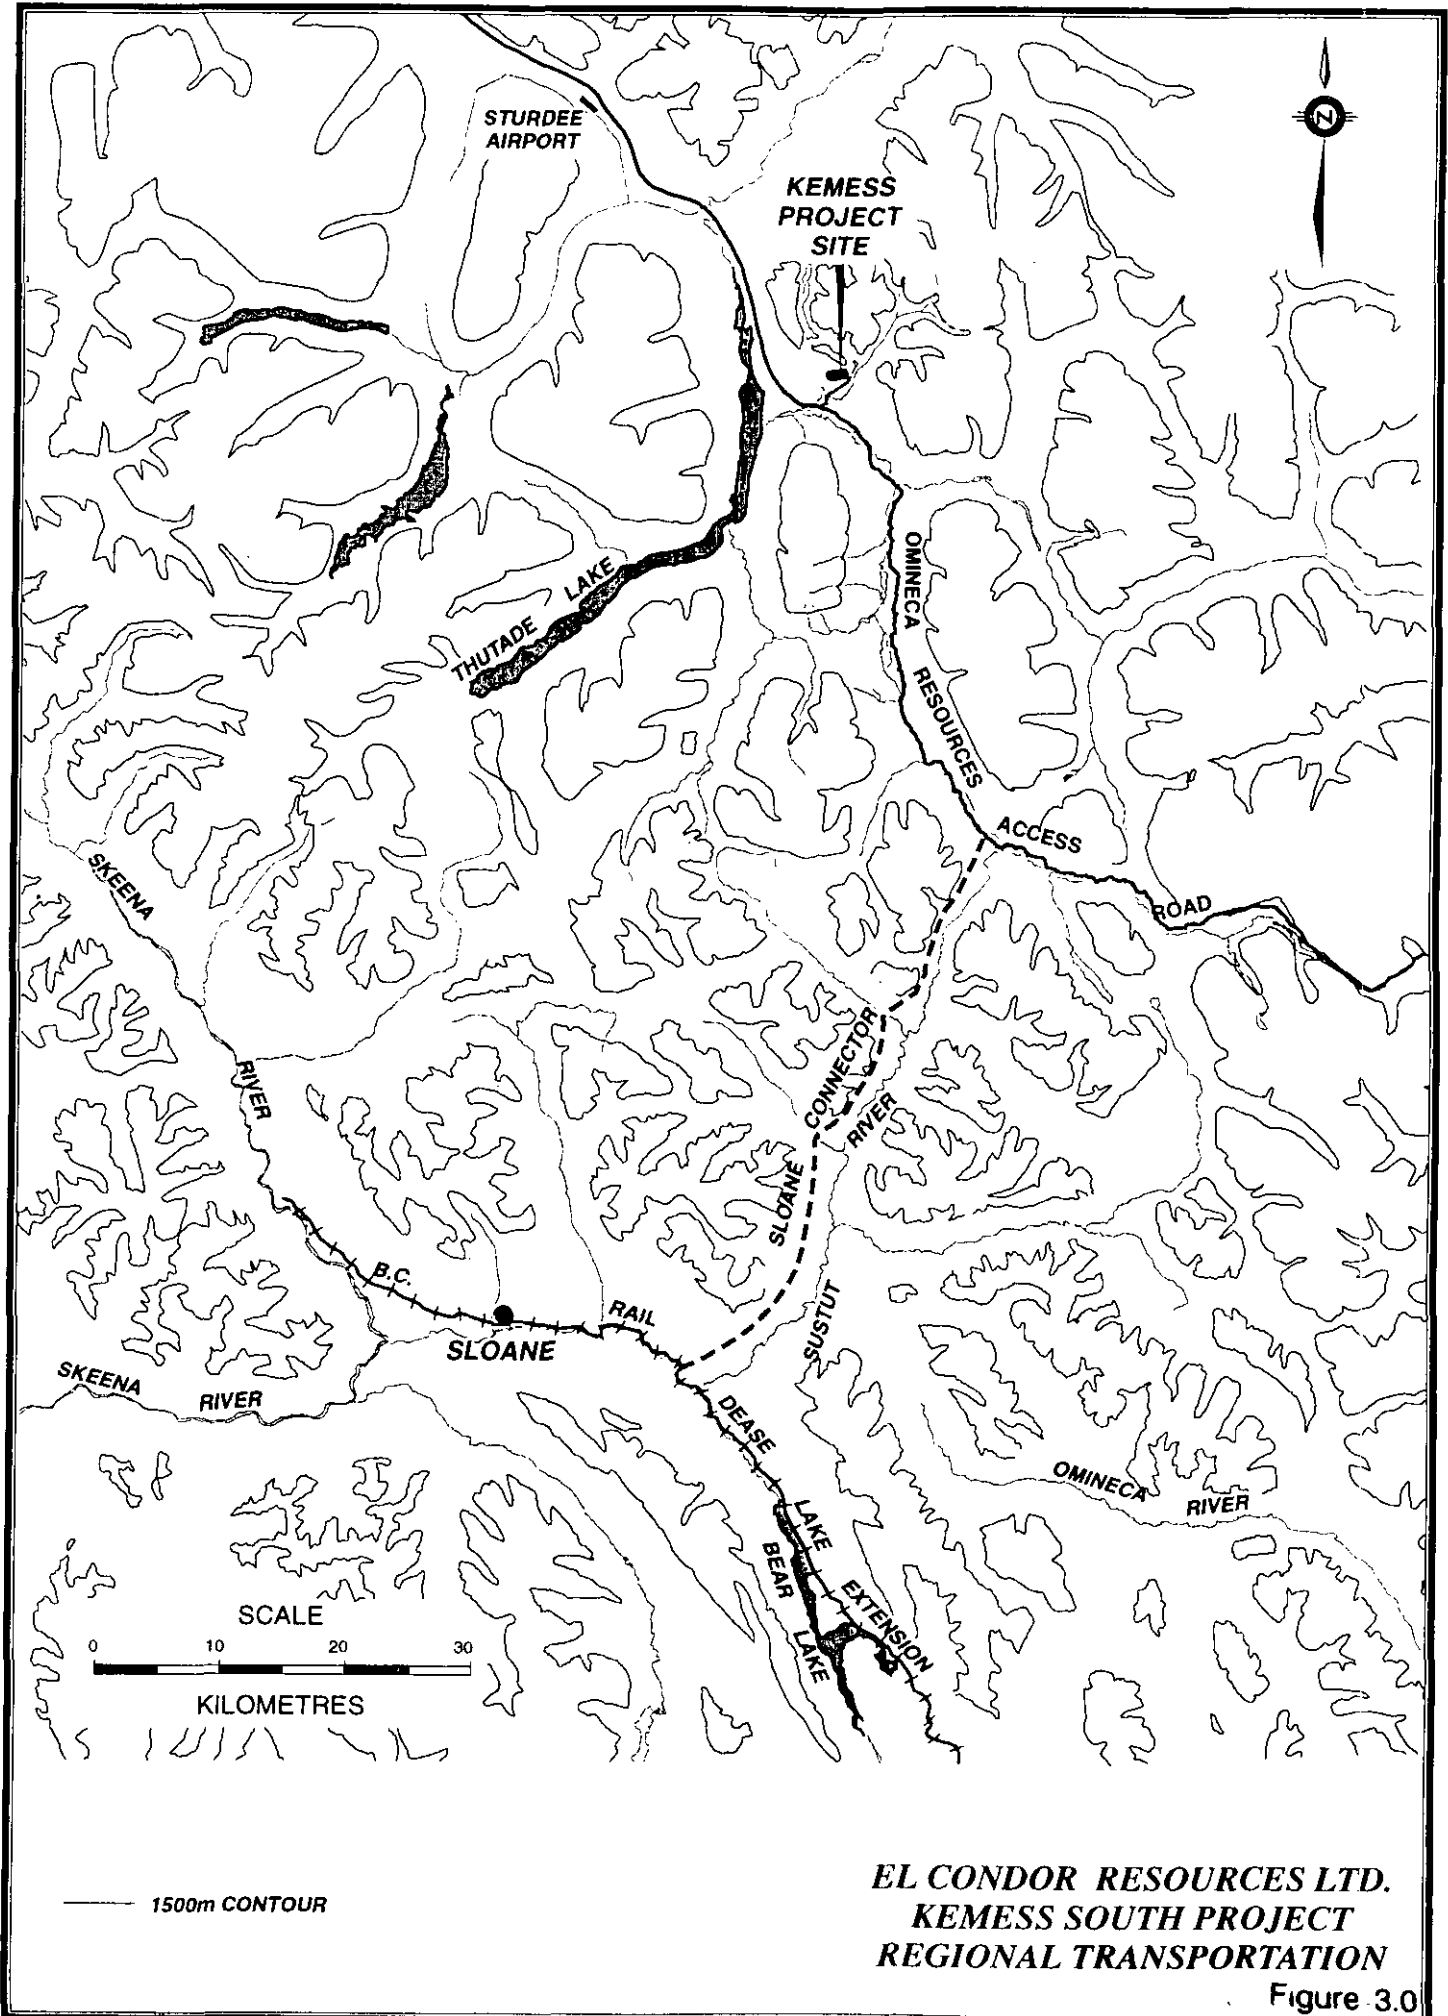 STURDEE
AIRPORT
N
KEMESS
PROJECT
SITE
THUTADE LAKE
OMINECA RESOURCES ACCESS ROAD
SKEENA RIVER
SLOANE CONNECTOR
SUSTUT RIVER
B.C. RAIL DEASE LAKE EXTENSION
SLOANE
SKEENA RIVER
OMINECA RIVER
BEAR LAKE
SCALE
0 10 20 30
KILOMETRES
1500m CONTOUR
EL CONDOR RESOURCES LTD.
KEMESS SOUTH PROJECT
REGIONAL TRANSPORTATION
Figure 3.0